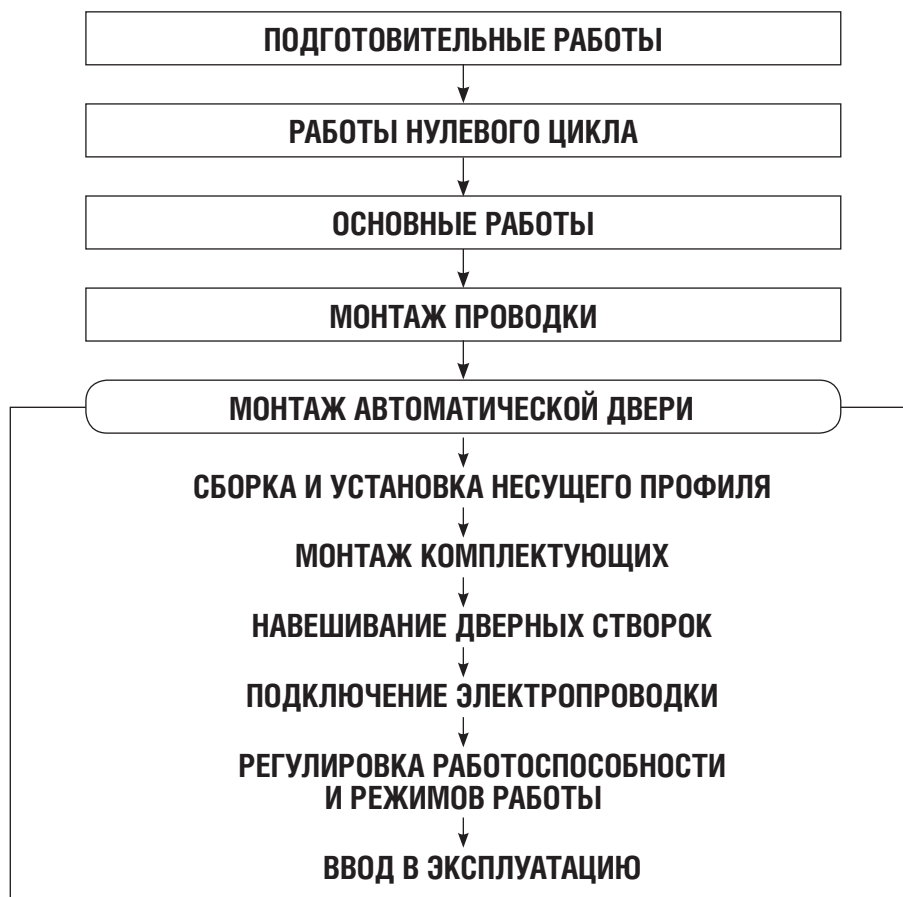 ПОДГОТОВИТЕЛЬНЫЕ РАБОТЫ
РАБОТЫ НУЛЕВОГО ЦИКЛА
ОСНОВНЫЕ РАБОТЫ
МОНТАЖ ПРОВОДКИ
МОНТАЖ АВТОМАТИЧЕСКОЙ ДВЕРИ
СБОРКА И УСТАНОВКА НЕСУЩЕГО ПРОФИЛЯ
МОНТАЖ КОМПЛЕКТУЮЩИХ
НАВЕШИВАНИЕ ДВЕРНЫХ СТВОРОК
ПОДКЛЮЧЕНИЕ ЭЛЕКТРОПРОВОДКИ
РЕГУЛИРОВКА РАБОТОСПОСОБНОСТИ
И РЕЖИМОВ РАБОТЫ
ВВОД В ЭКСПЛУАТАЦИЮ